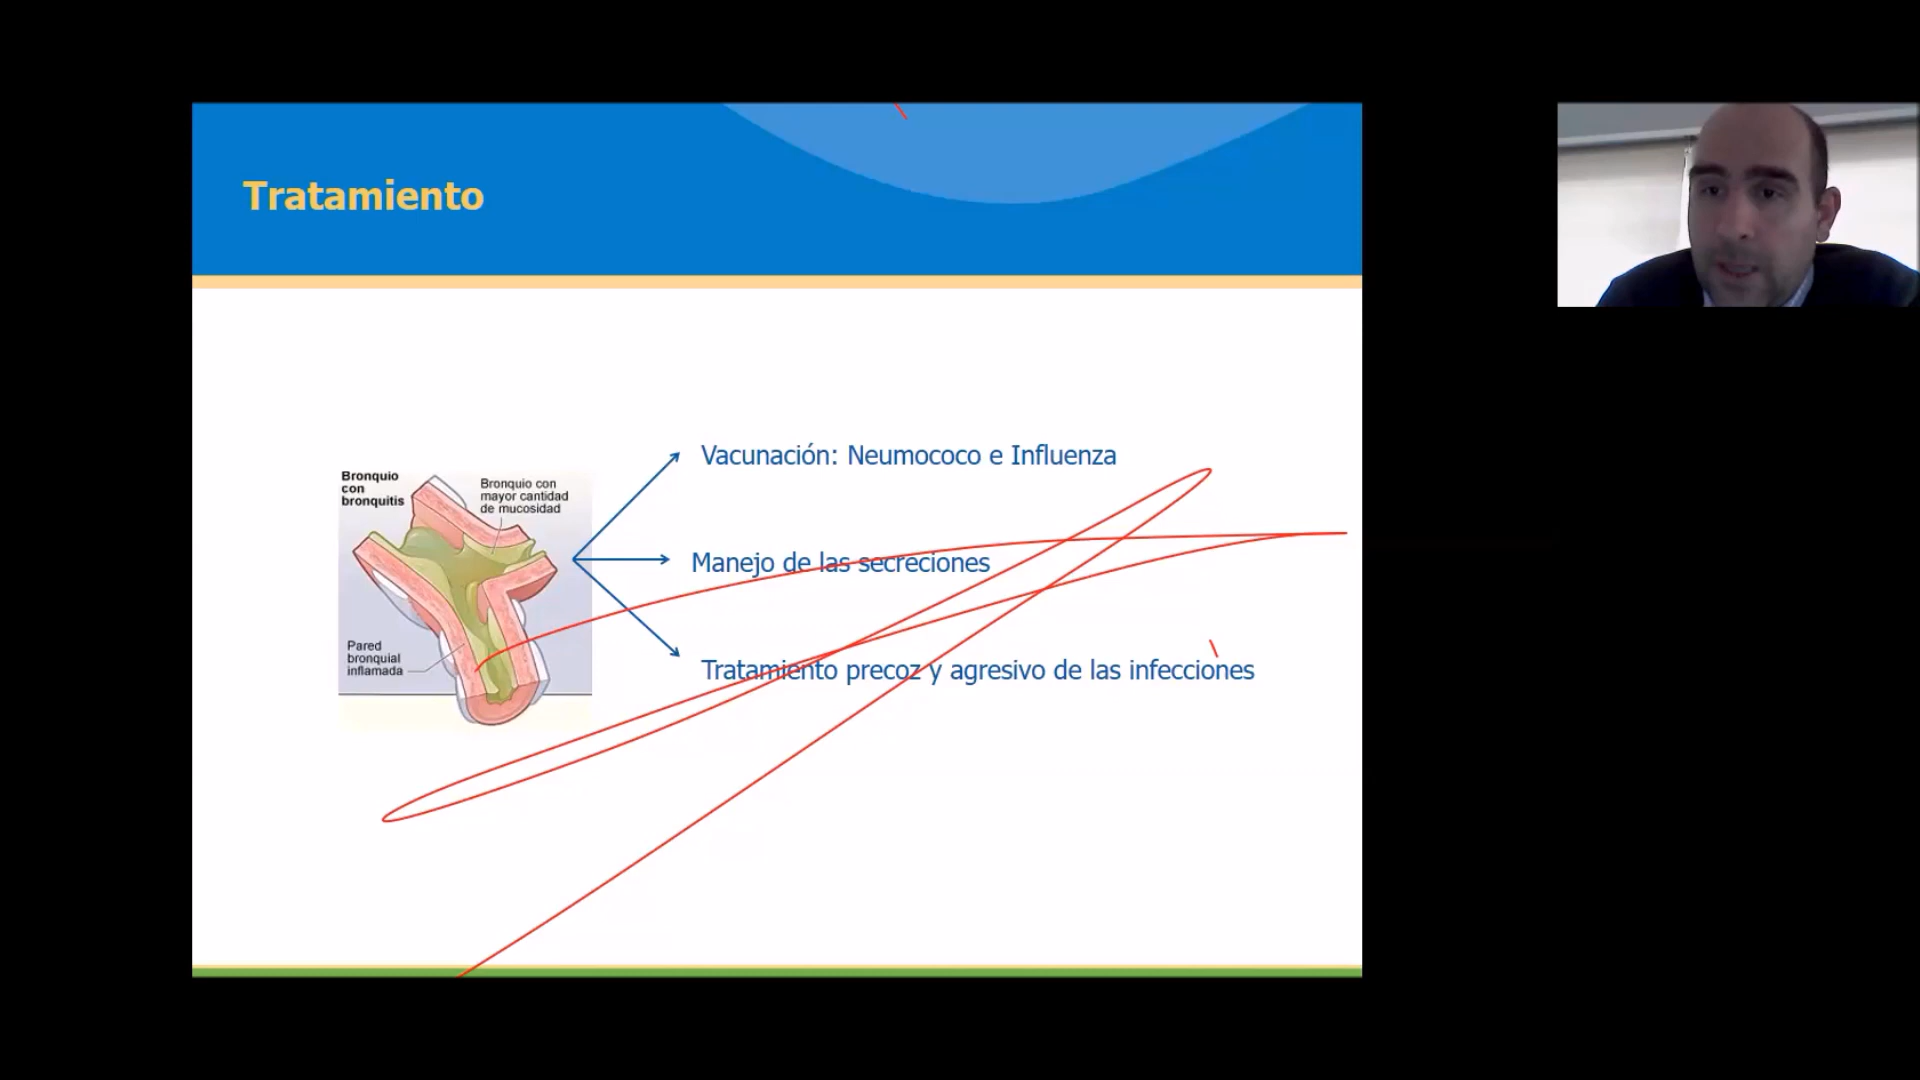 Tratamiento
Bronquio
con
bronquitis
Bronquio con
mayor cantidad
de mucosidad
Pared
bronquial
inflamada
Vacunación: Neumococo e Influenza
Manejo de las secreciones
Tratamiento precoz y agresivo de las infecciones